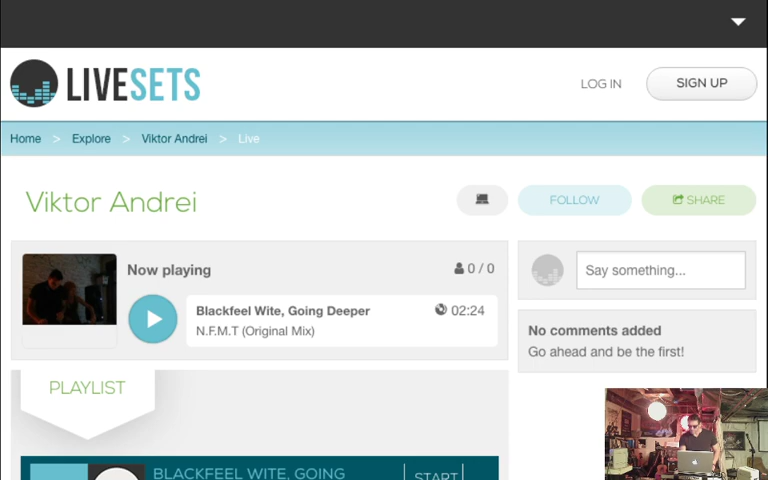 LIVESETS
LOG IN
SIGN UP
Home > Explore > Viktor Andrei > Live
Viktor Andrei
FOLLOW
SHARE
Now playing
0 / 0
Blackfeel Wite, Going Deeper
02:24
N.F.M.T (Original Mix)
Say something...
No comments added
Go ahead and be the first!
PLAYLIST
BLACKFEEL WITE, GOING
START